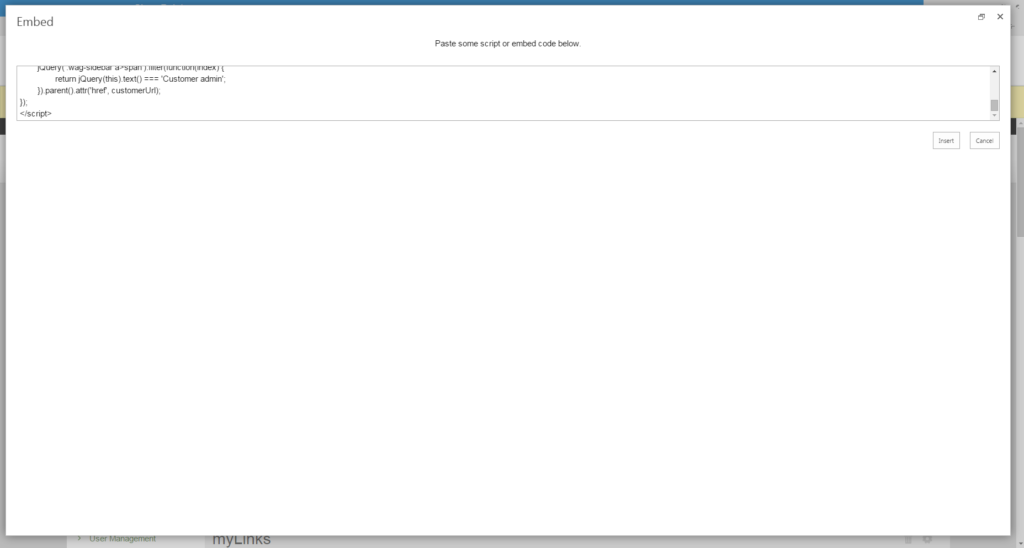 Embed
Paste some script or embed code below.
jQuery('.wag-sidebar a>span').filter(function(index) {
return jQuery(this).text() === 'Customer admin';
}).parent().attr('href', customerUrl);
});
</script>
Insert
Cancel
User Management
myLinks